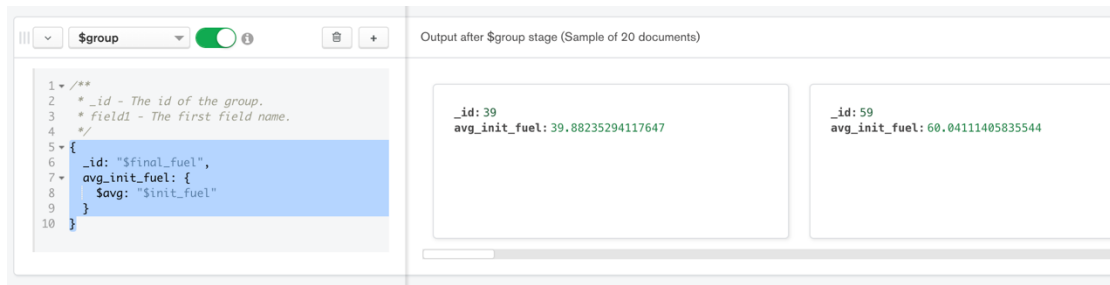 $group
Output after $group stage (Sample of 20 documents)
1 /**
2  * _id - The id of the group.
3  * field1 - The first field name.
4  */
5 {
6   _id: "$final_fuel",
7   avg_init_fuel: {
8     $avg: "$init_fuel"
9   }
10 }
_id: 39
avg_init_fuel: 39.88235294117647
_id: 59
avg_init_fuel: 60.04111405835544